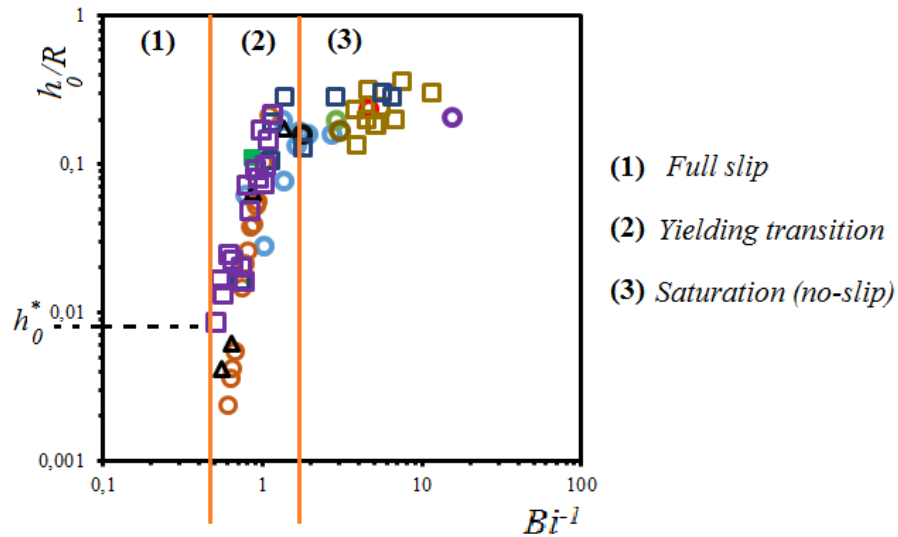 1
(1) (2) (3)
h₀/R
0,1
(1) Full slip
(2) Yielding transition
(3) Saturation (no-slip)
0,01
h₀*
0,001
0,1 1 10 100
Bi⁻¹